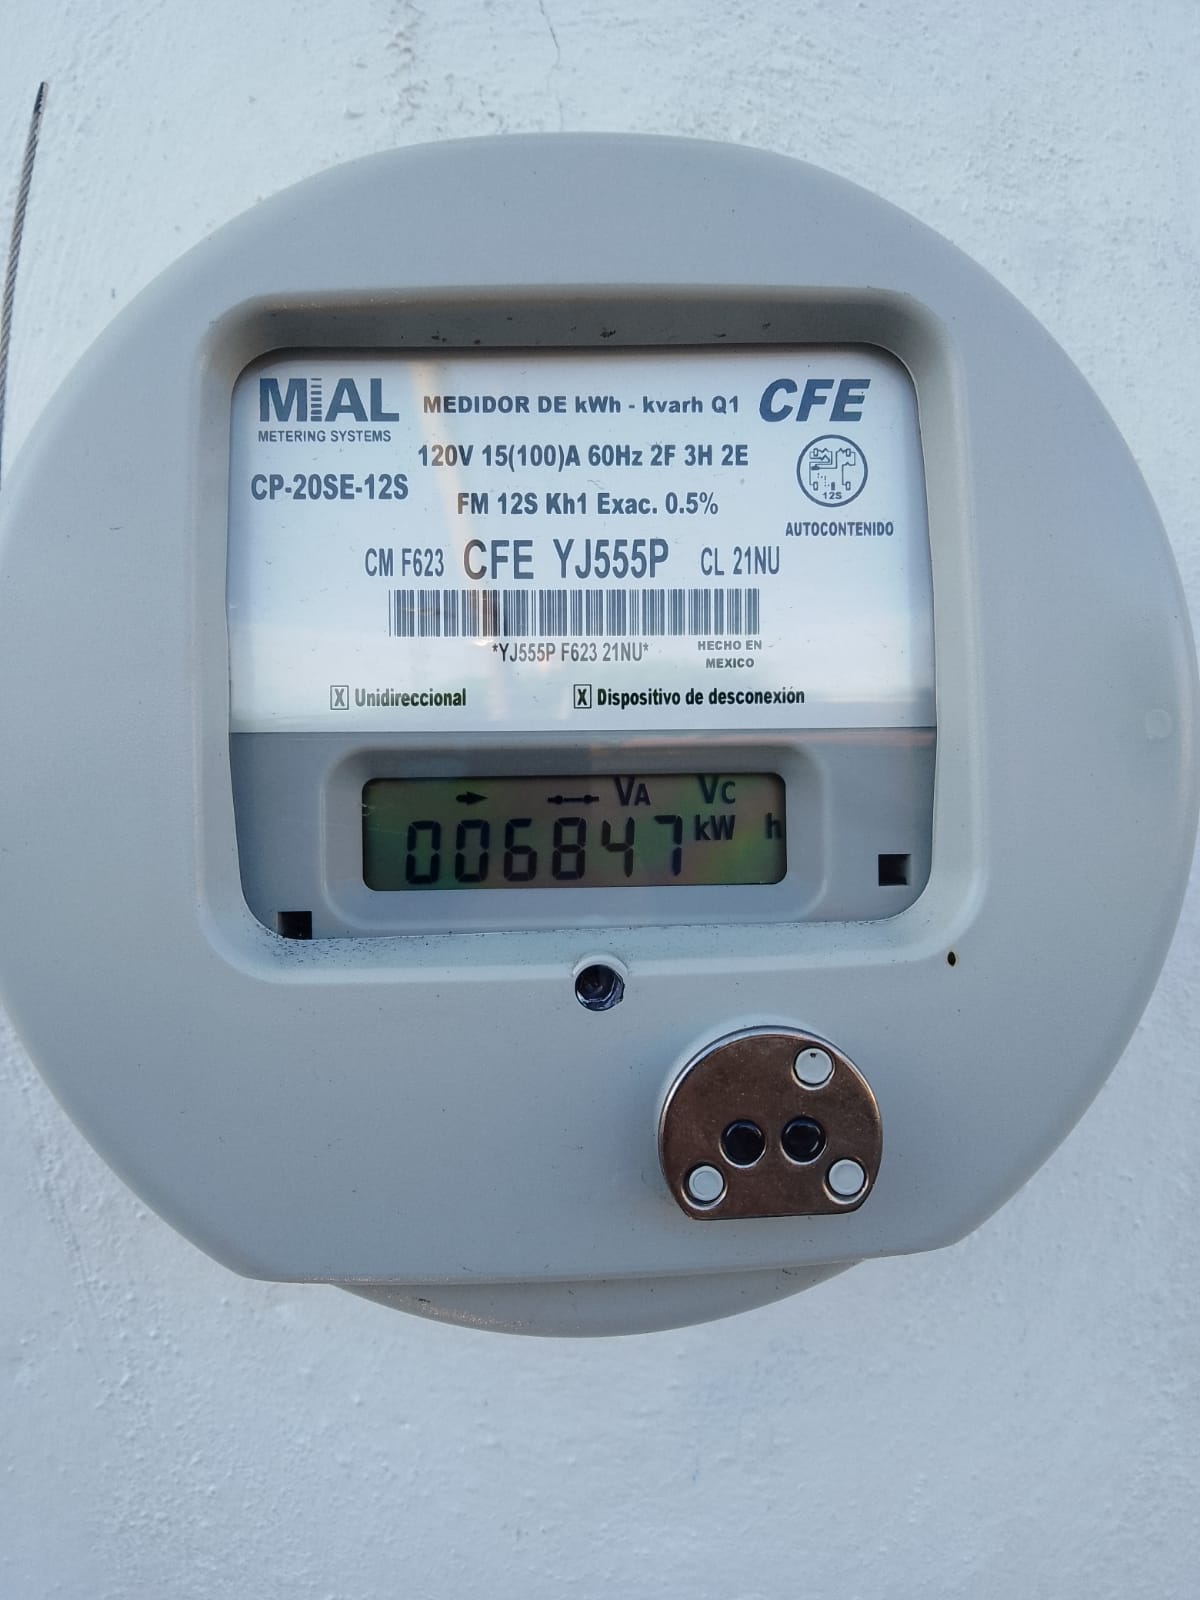 MIAL
METERING SYSTEMS
MEDIDOR DE kWh - kvarh Q1
CFE
120V 15(100)A 60Hz 2F 3H 2E
CP-20SE-12S
FM 12S Kh1 Exac. 0.5%
12S
AUTOCONTENIDO
CM F623 CFE YJ555P CL 21NU
*YJ555P F623 21NU*
HECHO EN
MEXICO
X Unidireccional
X Dispositivo de desconexión
VA VC
006847 kW h